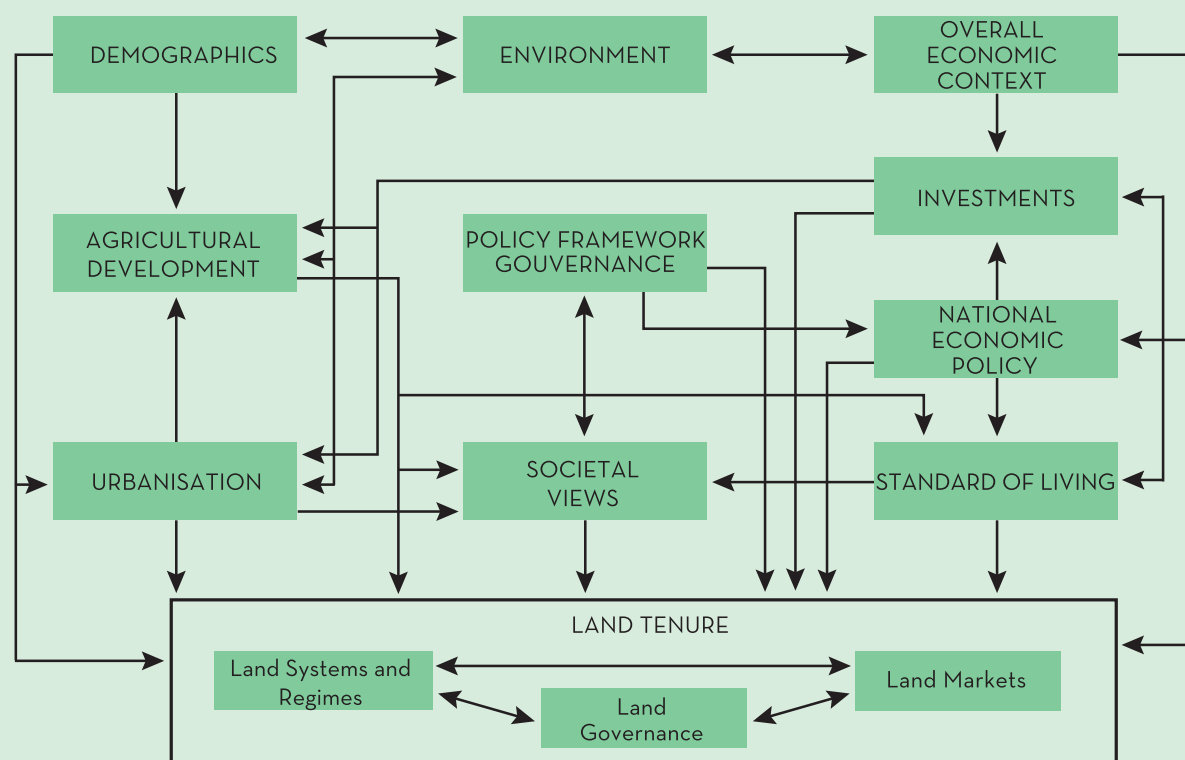 DEMOGRAPHICS
ENVIRONMENT
OVERALL
ECONOMIC
CONTEXT
INVESTMENTS
AGRICULTURAL
DEVELOPMENT
POLICY FRAMEWORK
GOUVERNANCE
NATIONAL
ECONOMIC
POLICY
URBANISATION
SOCIETAL
VIEWS
STANDARD OF LIVING
LAND TENURE
Land Systems and
Regimes
Land
Governance
Land Markets